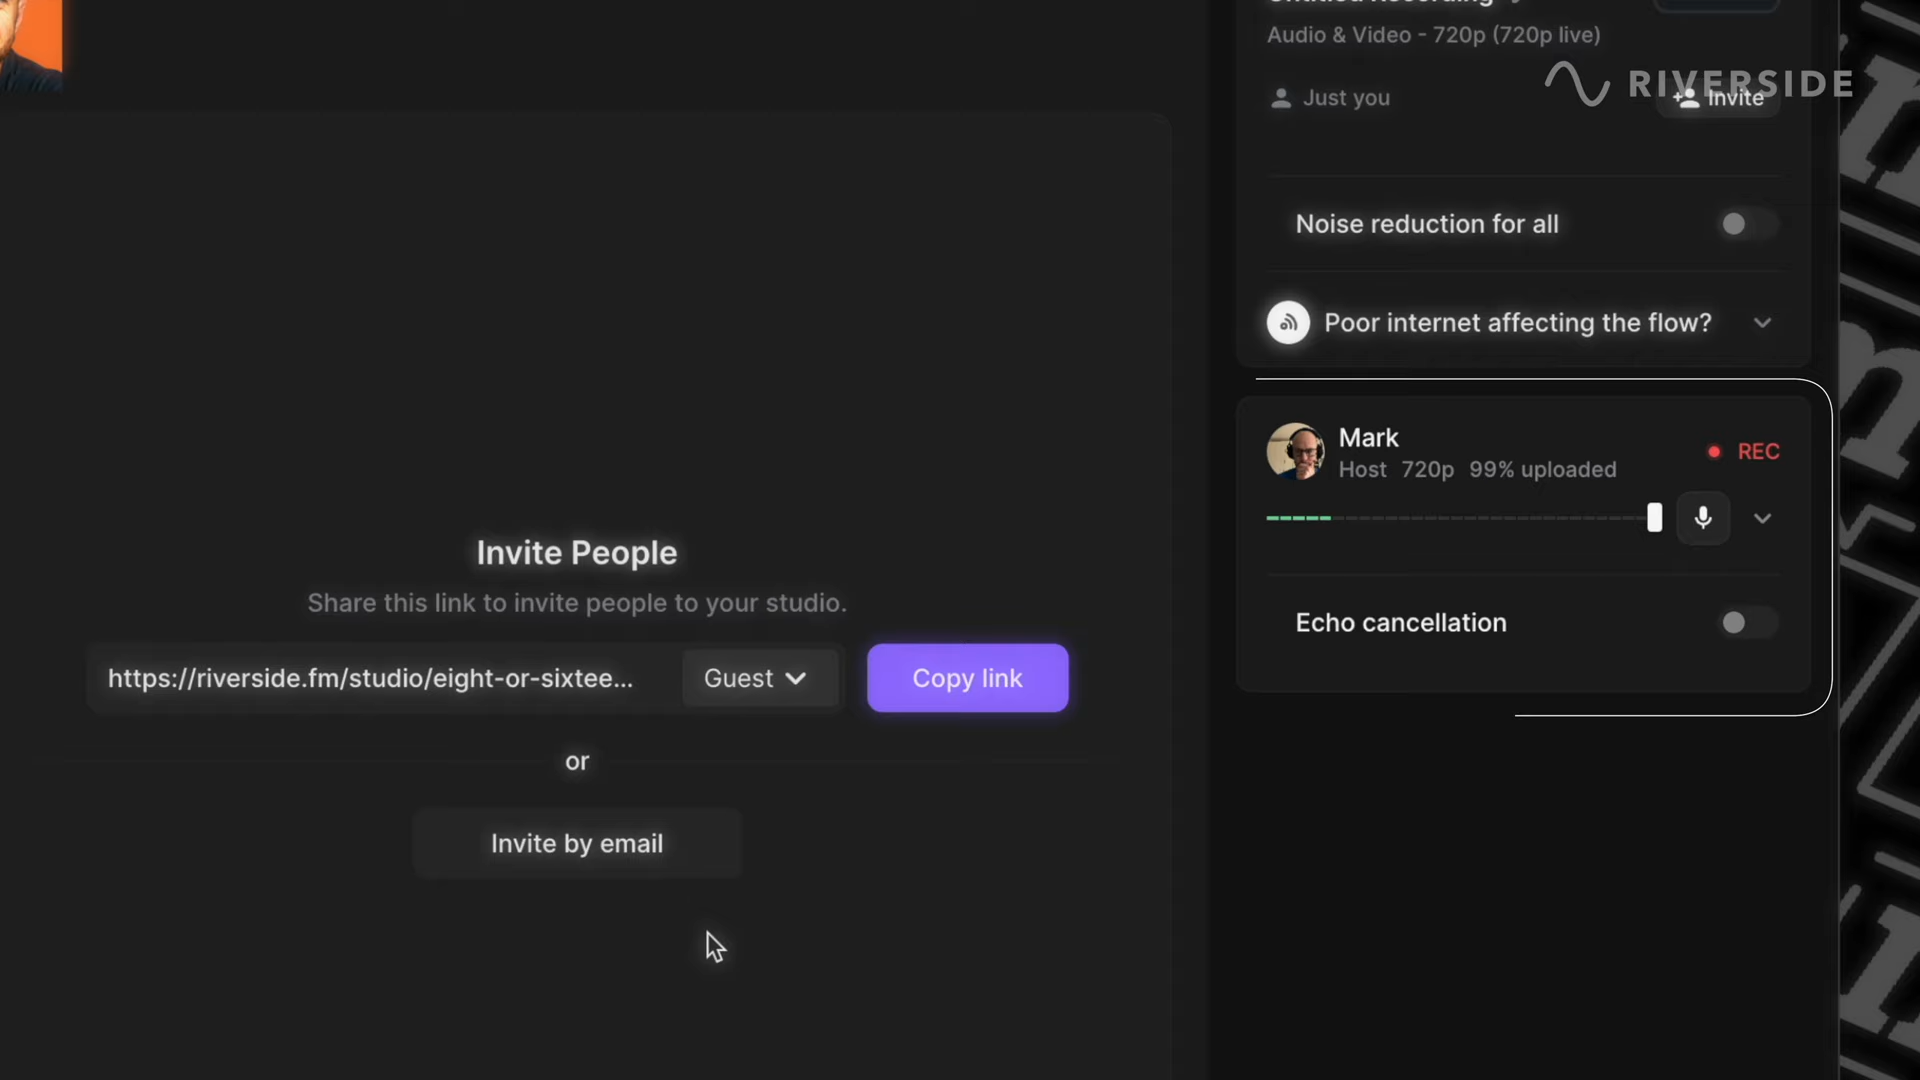 Untitled Recording
Audio & Video - 720p (720p live)
RIVERSIDE
Just you
Invite
Noise reduction for all
Poor internet affecting the flow?
Mark
REC
Host 720p 99% uploaded
Echo cancellation
Invite People
Share this link to invite people to your studio.
https://riverside.fm/studio/eight-or-sixtee...
Guest
Copy link
or
Invite by email